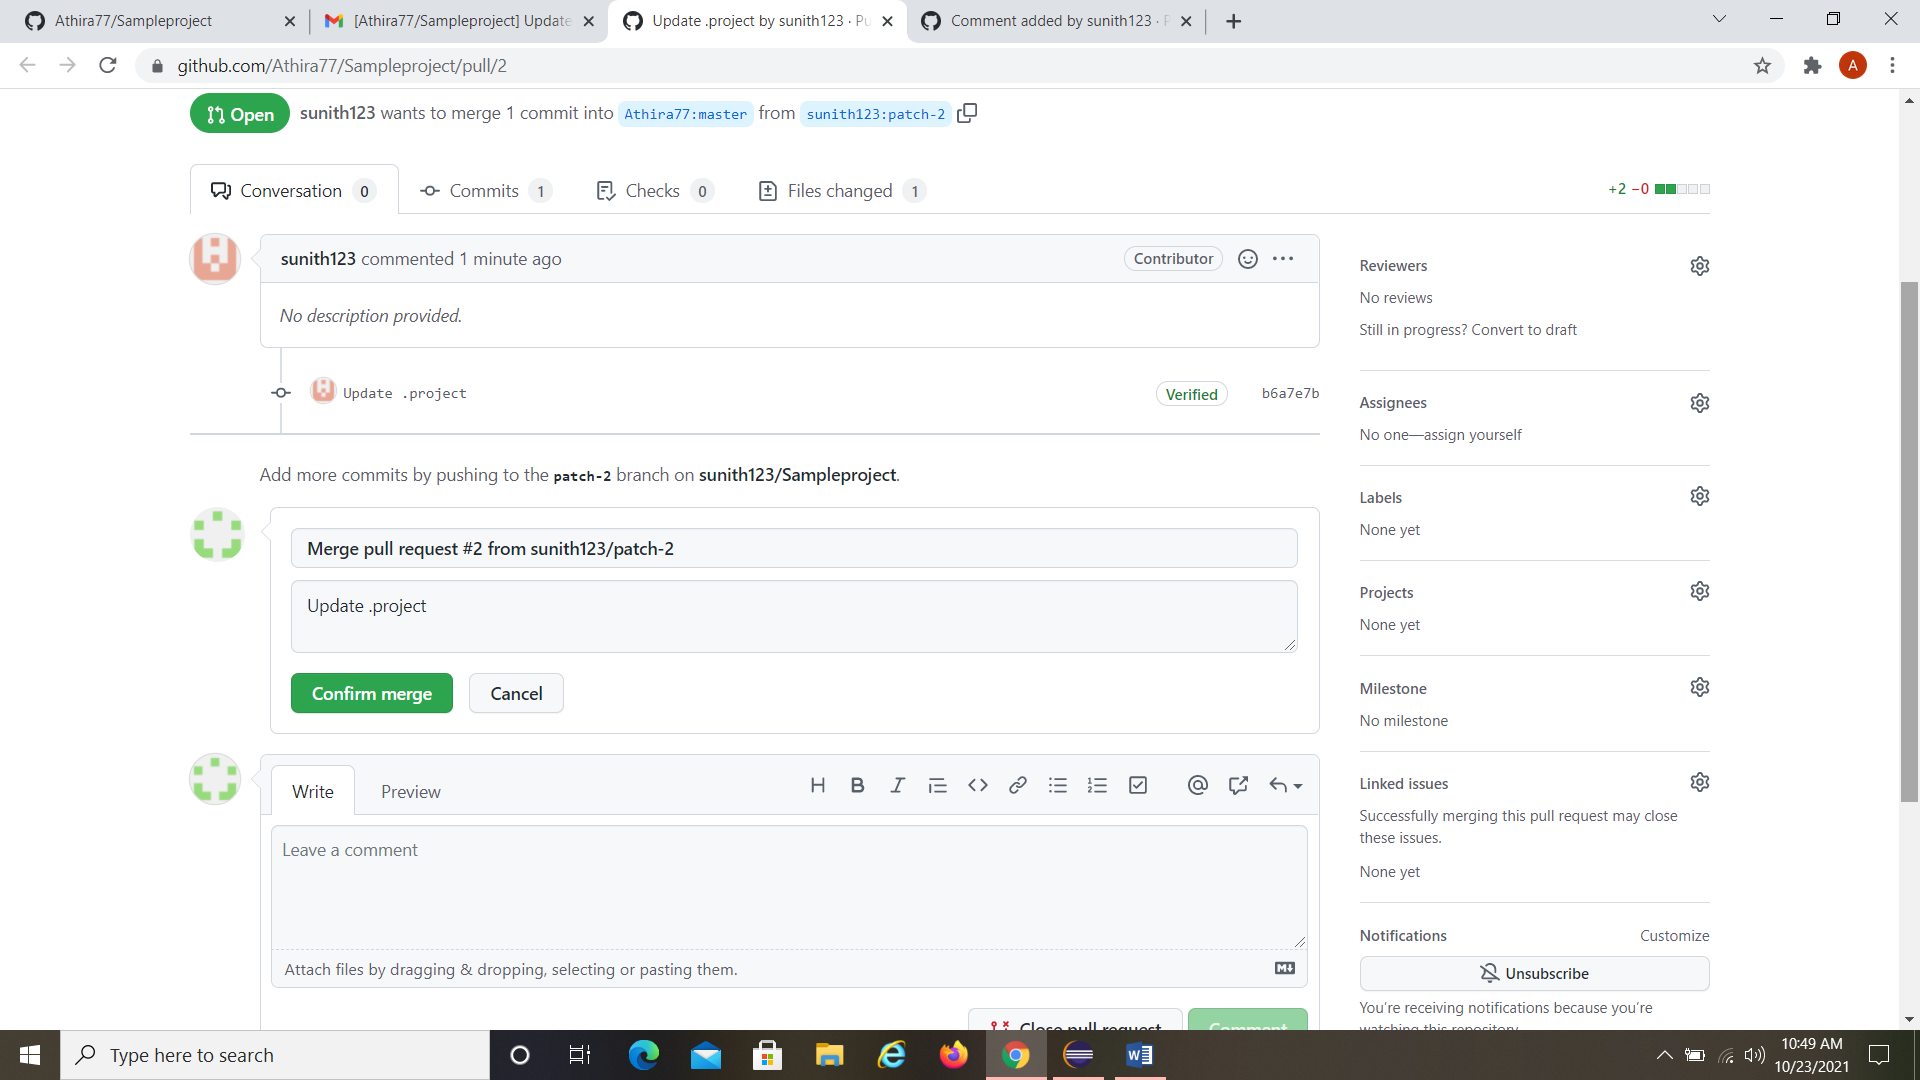 Athira77/Sampleproject
[Athira77/Sampleproject] Update
Update .project by sunith123 · Pu
Comment added by sunith123 · P
github.com/Athira77/Sampleproject/pull/2
A
Open sunith123 wants to merge 1 commit into Athira77:master from sunith123:patch-2
Conversation 0 Commits 1 Checks 0 Files changed 1 +2 −0
sunith123 commented 1 minute ago Contributor
No description provided.
Update .project Verified b6a7e7b
Add more commits by pushing to the patch-2 branch on sunith123/Sampleproject.
Merge pull request #2 from sunith123/patch-2
Update .project
Confirm merge Cancel
Write Preview
Leave a comment
Attach files by dragging & dropping, selecting or pasting them.
Close pull request Comment
Reviewers
No reviews
Still in progress? Convert to draft
Assignees
No one—assign yourself
Labels
None yet
Projects
None yet
Milestone
No milestone
Linked issues
Successfully merging this pull request may close
these issues.
None yet
Notifications Customize
Unsubscribe
You're receiving notifications because you're
watching this repository.
Type here to search
10:49 AM
10/23/2021